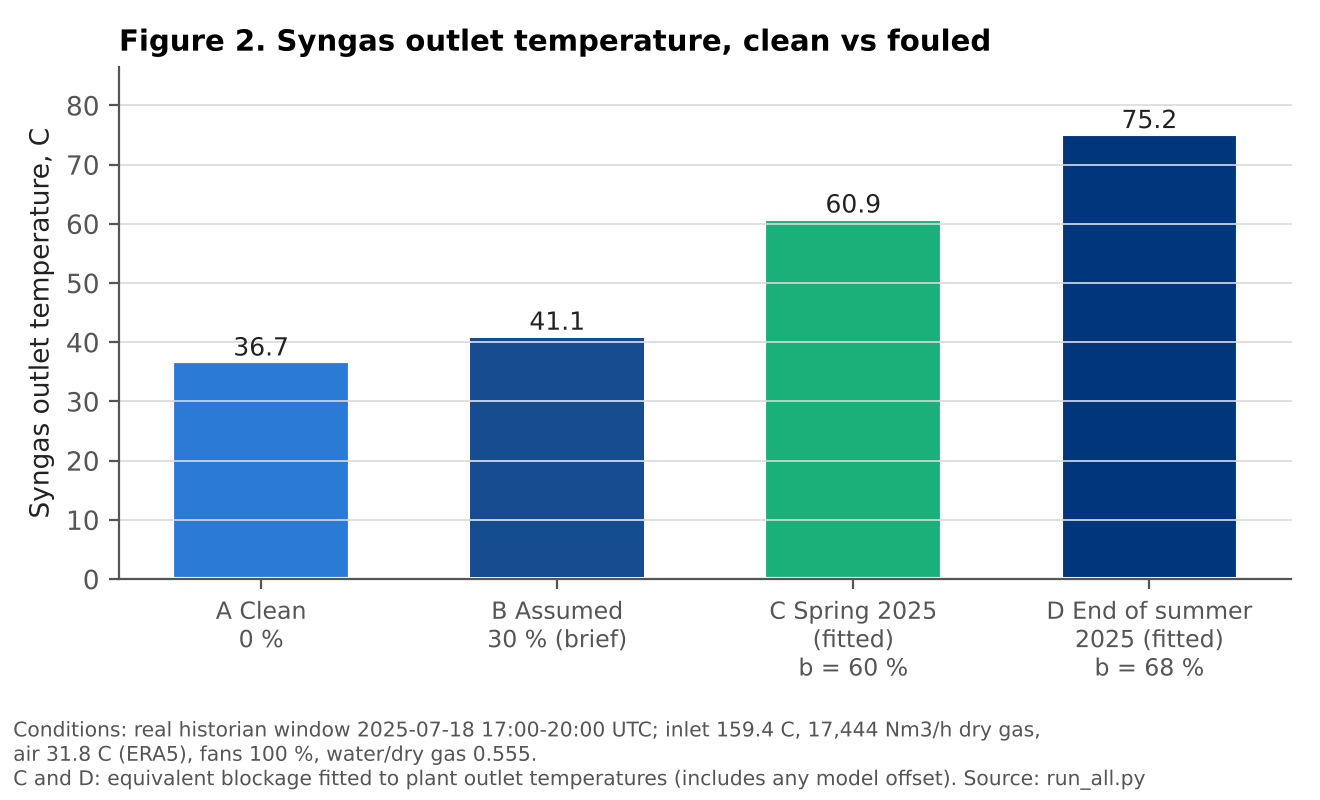 Figure 2. Syngas outlet temperature, clean vs fouled
Syngas outlet temperature, C
80
70
60
50
40
30
20
10
0
36.7
41.1
60.9
75.2
A Clean
0 %
B Assumed
30 % (brief)
C Spring 2025
(fitted)
b = 60 %
D End of summer
2025 (fitted)
b = 68 %
Conditions: real historian window 2025-07-18 17:00-20:00 UTC; inlet 159.4 C, 17,444 Nm3/h dry gas,
air 31.8 C (ERA5), fans 100 %, water/dry gas 0.555.
C and D: equivalent blockage fitted to plant outlet temperatures (includes any model offset). Source: run_all.py